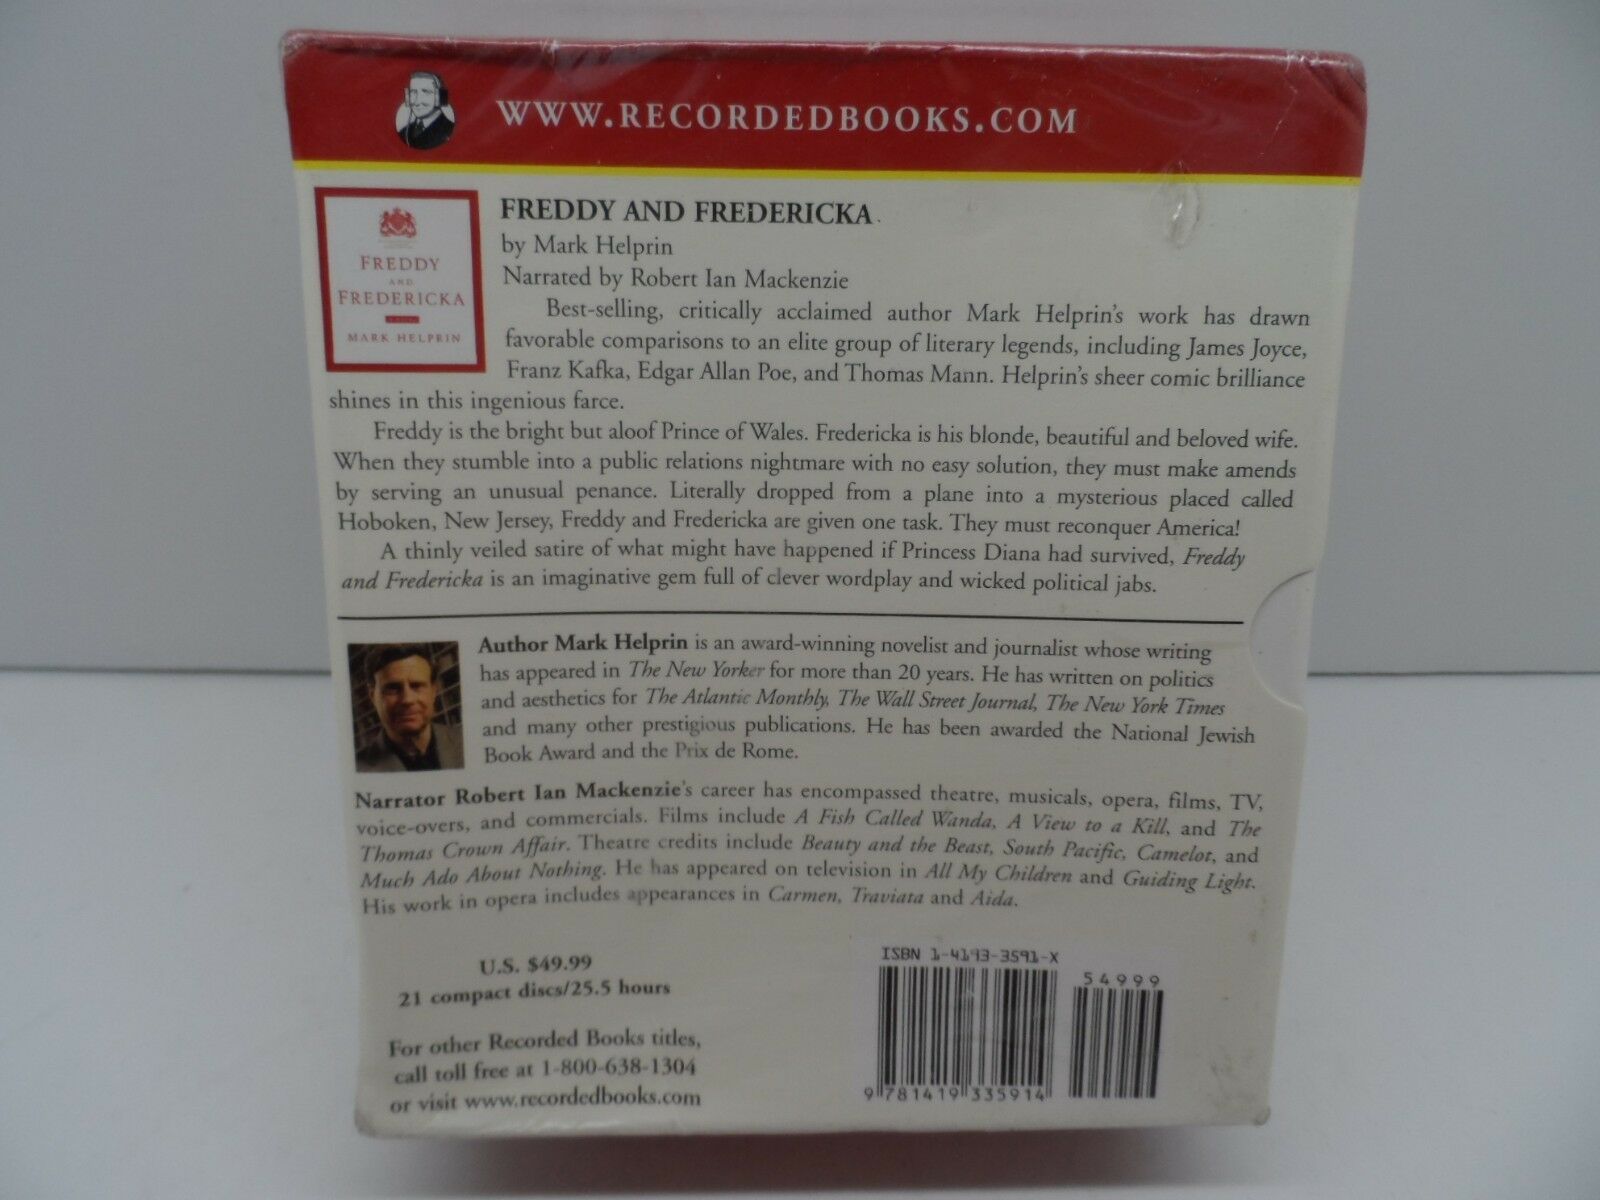 WWW.RECORDEDBOOKS.COM
FREDDY
AND
FREDERICKA
MARK HELPRIN
FREDDY AND FREDERICKA
by Mark Helprin
Narrated by Robert Ian Mackenzie
Best-selling, critically acclaimed author Mark Helprin's work has drawn
favorable comparisons to an elite group of literary legends, including James Joyce,
Franz Kafka, Edgar Allan Poe, and Thomas Mann. Helprin's sheer comic brilliance
shines in this ingenious farce.
Freddy is the bright but aloof Prince of Wales. Fredericka is his blonde, beautiful and beloved wife.
When they stumble into a public relations nightmare with no easy solution, they must make amends
by serving an unusual penance. Literally dropped from a plane into a mysterious placed called
Hoboken, New Jersey, Freddy and Fredericka are given one task. They must reconquer America!
A thinly veiled satire of what might have happened if Princess Diana had survived, Freddy
and Fredericka is an imaginative gem full of clever wordplay and wicked political jabs.
Author Mark Helprin is an award-winning novelist and journalist whose writing
has appeared in The New Yorker for more than 20 years. He has written on politics
and aesthetics for The Atlantic Monthly, The Wall Street Journal, The New York Times
and many other prestigious publications. He has been awarded the National Jewish
Book Award and the Prix de Rome.
Narrator Robert Ian Mackenzie's career has encompassed theatre, musicals, opera, films, TV,
voice-overs, and commercials. Films include A Fish Called Wanda, A View to a Kill, and The
Thomas Crown Affair. Theatre credits include Beauty and the Beast, South Pacific, Camelot, and
Much Ado About Nothing. He has appeared on television in All My Children and Guiding Light.
His work in opera includes appearances in Carmen, Traviata and Aida.
U.S. $49.99
21 compact discs/25.5 hours
For other Recorded Books titles,
call toll free at 1-800-638-1304
or visit www.recordedbooks.com
ISBN 1-4193-3591-X
54999
9 781419 335914